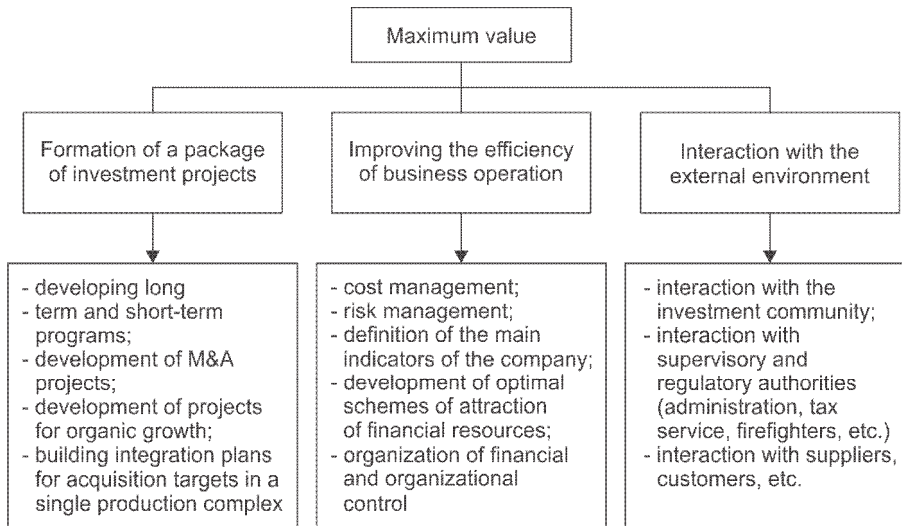 Maximum value
Formation of a package
of investment projects
Improving the efficiency
of business operation
Interaction with the
external environment
- developing long
- term and short-term
programs;
- development of M&A
projects;
- development of projects
for organic growth;
- building integration plans
for acquisition targets in a
single production complex
- cost management;
- risk management;
- definition of the main
indicators of the company;
- development of optimal
schemes of attraction
of financial resources;
- organization of financial
and organizational
control
- interaction with the
investment community;
- interaction with
supervisory and
regulatory authorities
(administration, tax
service, firefighters, etc.)
- interaction with suppliers,
customers, etc.